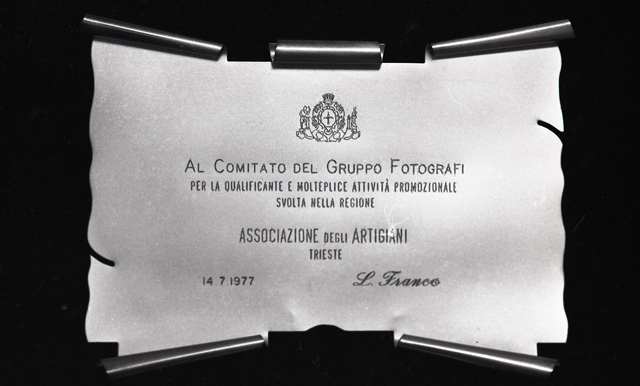 AL COMITATO DEL GRUPPO FOTOGRAFI
PER LA QUALIFICANTE E MOLTEPLICE ATTIVITÀ PROMOZIONALE
SVOLTA NELLA REGIONE
ASSOCIAZIONE DEGLI ARTIGIANI
TRIESTE
14.7.1977 L. Franco